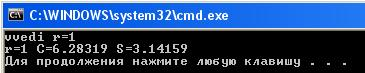 C:\WINDOWS\system32\cmd.exe
vvedi r=1
r=1 C=6.28319 S=3.14159
Для продолжения нажмите любую клавишу . . .